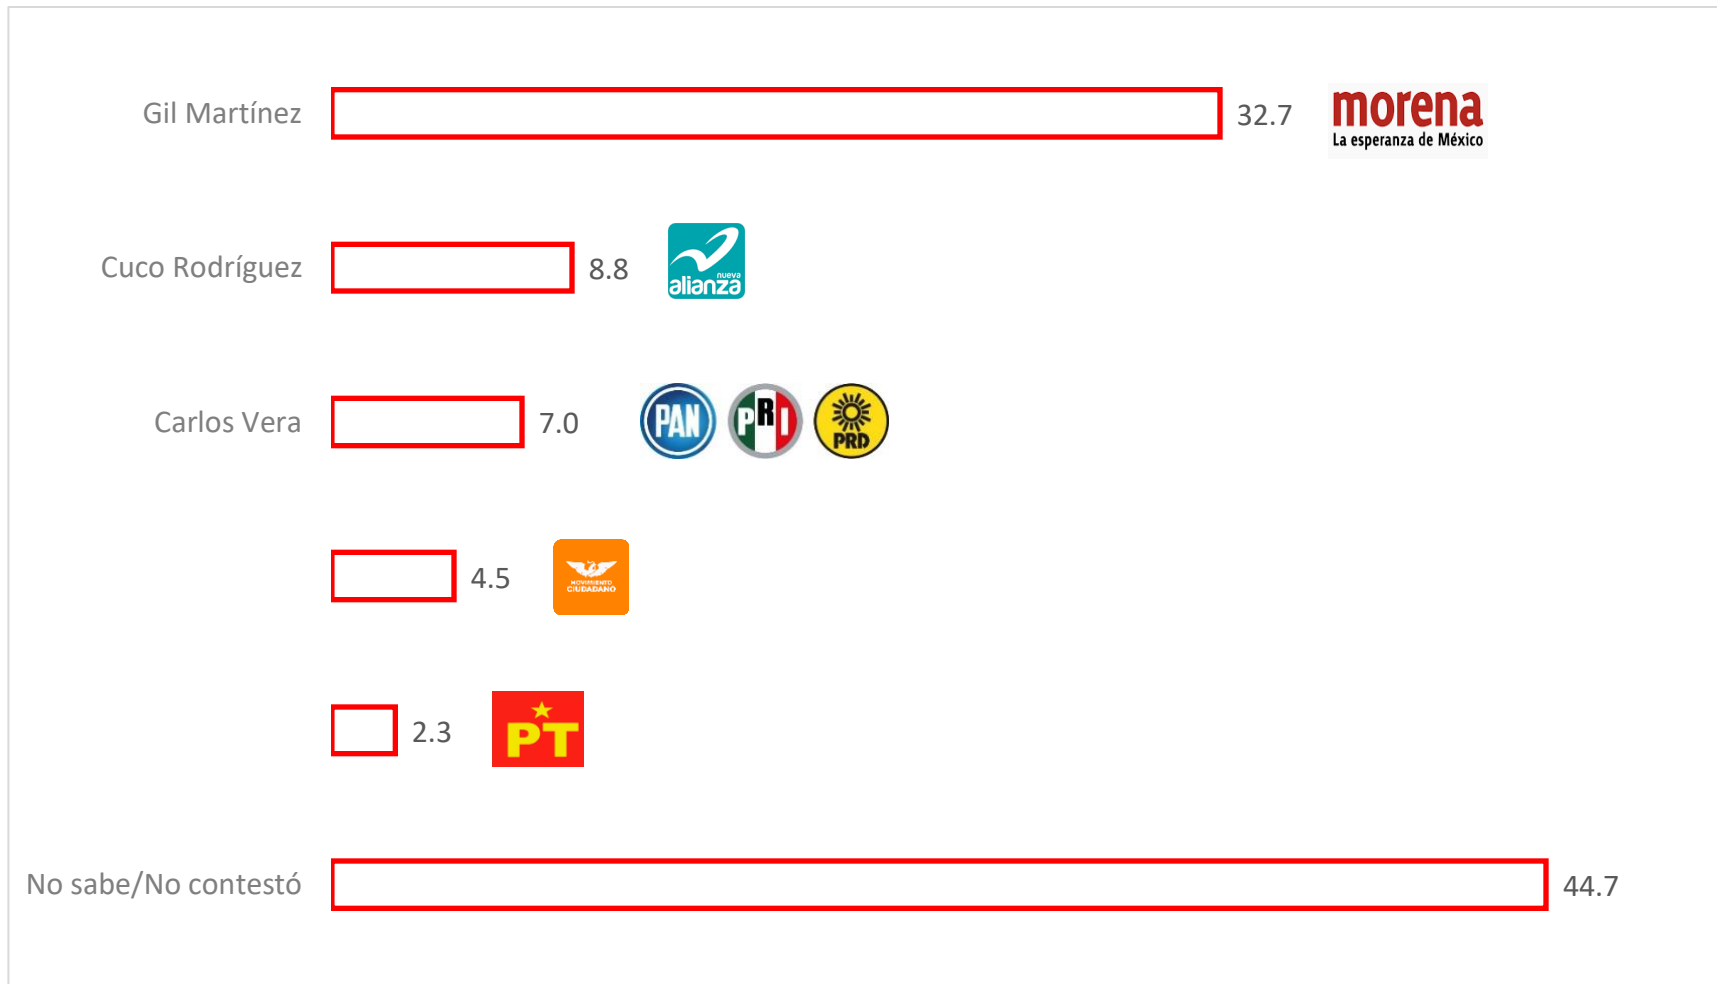 Gil Martínez 32.7 morena
La esperanza de México
Cuco Rodríguez 8.8 nueva
alianza
Carlos Vera 7.0 PAN PRI PRD
4.5 MOVIMIENTO
CIUDADANO
2.3 PT
No sabe/No contestó 44.7